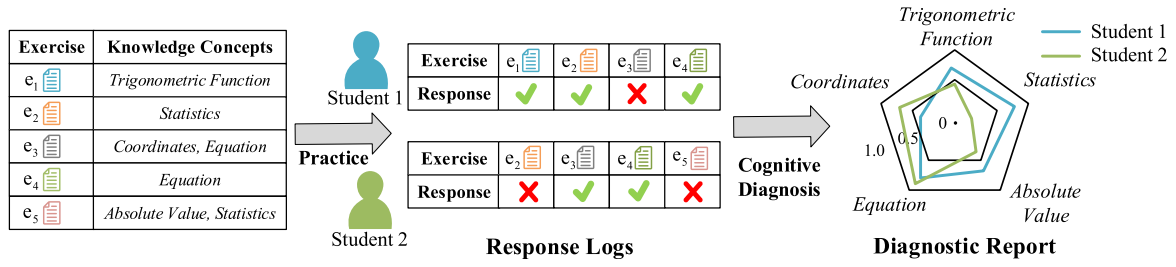 Exercise Knowledge Concepts
e1 Trigonometric Function
e2 Statistics
e3 Coordinates, Equation
e4 Equation
e5 Absolute Value, Statistics
Practice
Student 1
Student 2
Exercise e1 e2 e3 e4
Response
Exercise e2 e3 e4 e5
Response
Response Logs
Cognitive
Diagnosis
Trigonometric
Function
Student 1
Student 2
Coordinates
Statistics
0
0.5
1.0
Equation
Absolute
Value
Diagnostic Report